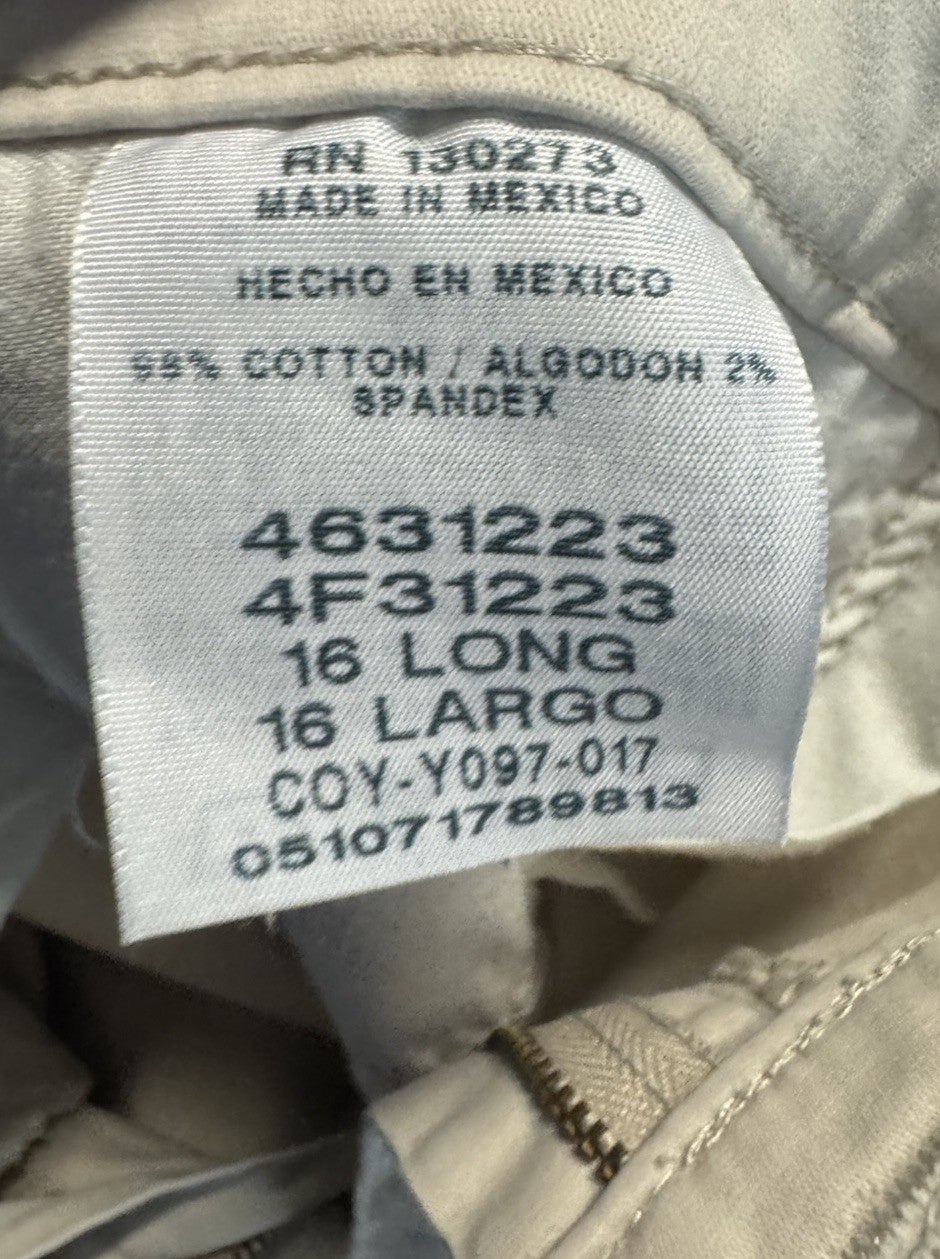 RN 130273
MADE IN MEXICO
HECHO EN MEXICO
98% COTTON / ALGODON 2%
SPANDEX
4631223
4F31223
16 LONG
16 LARGO
COY-Y097-017
051071789813